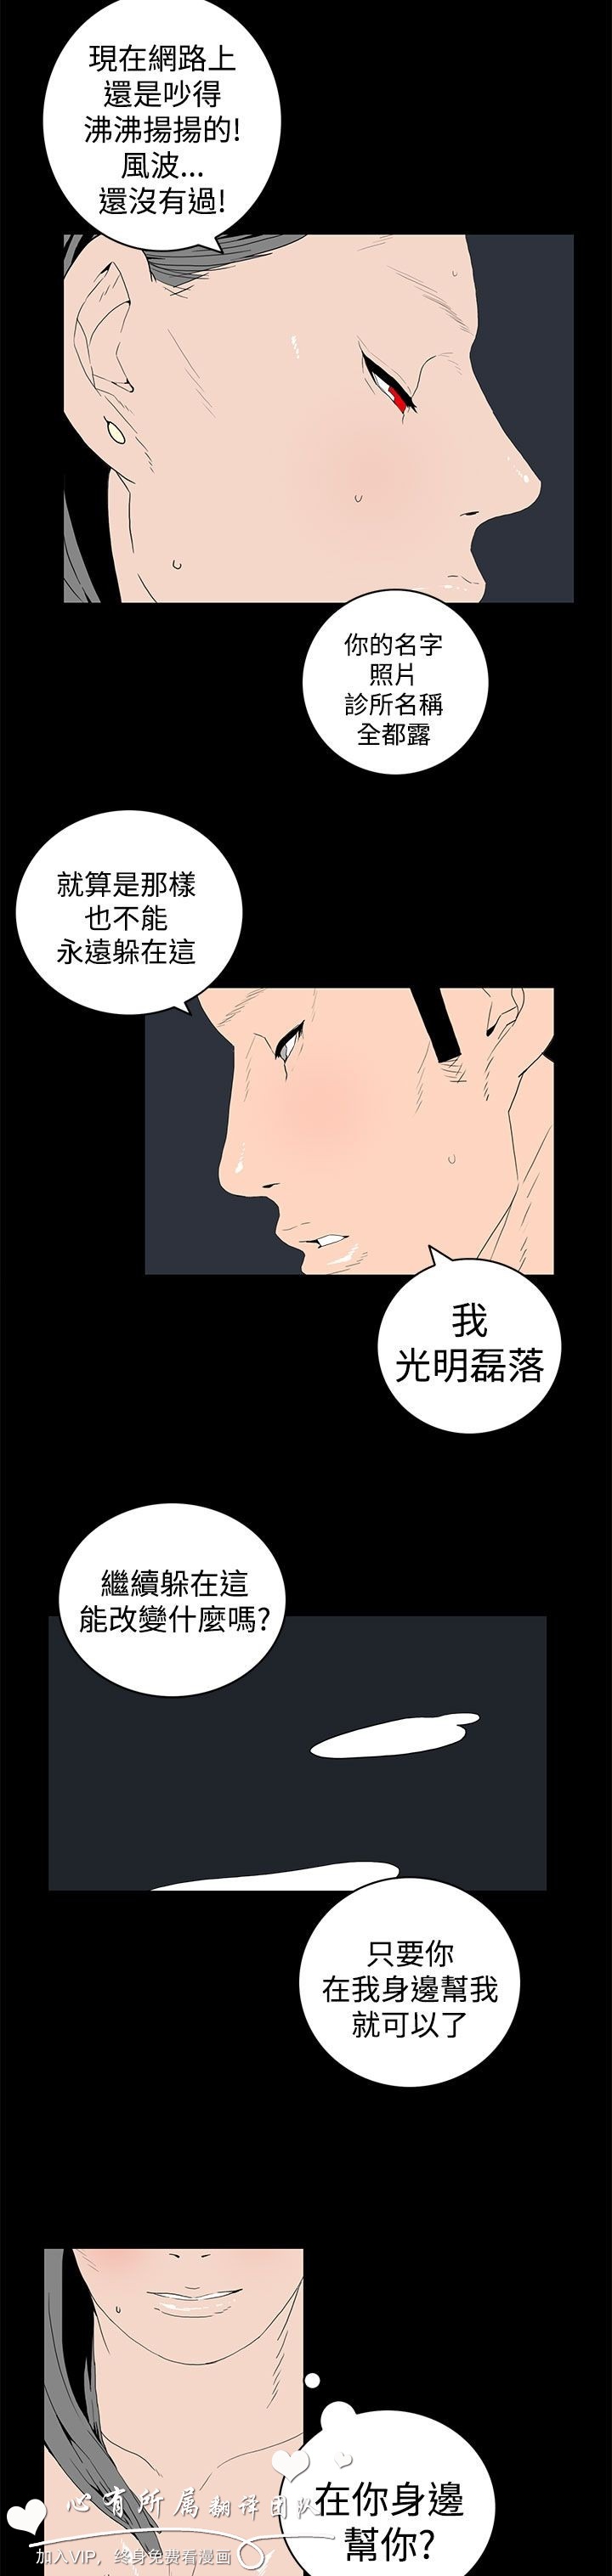 現在網路上
還是吵得
沸沸揚揚的!
風波...
還沒有過!
你的名字
照片
診所名稱
全都露
就算是那樣
也不能
永遠躲在這
我
光明磊落
繼續躲在這
能改變什麼嗎?
只要你
在我身邊幫我
就可以了
在你身邊
幫你?
心有所属翻译团队
加入VIP，终身免费看漫画